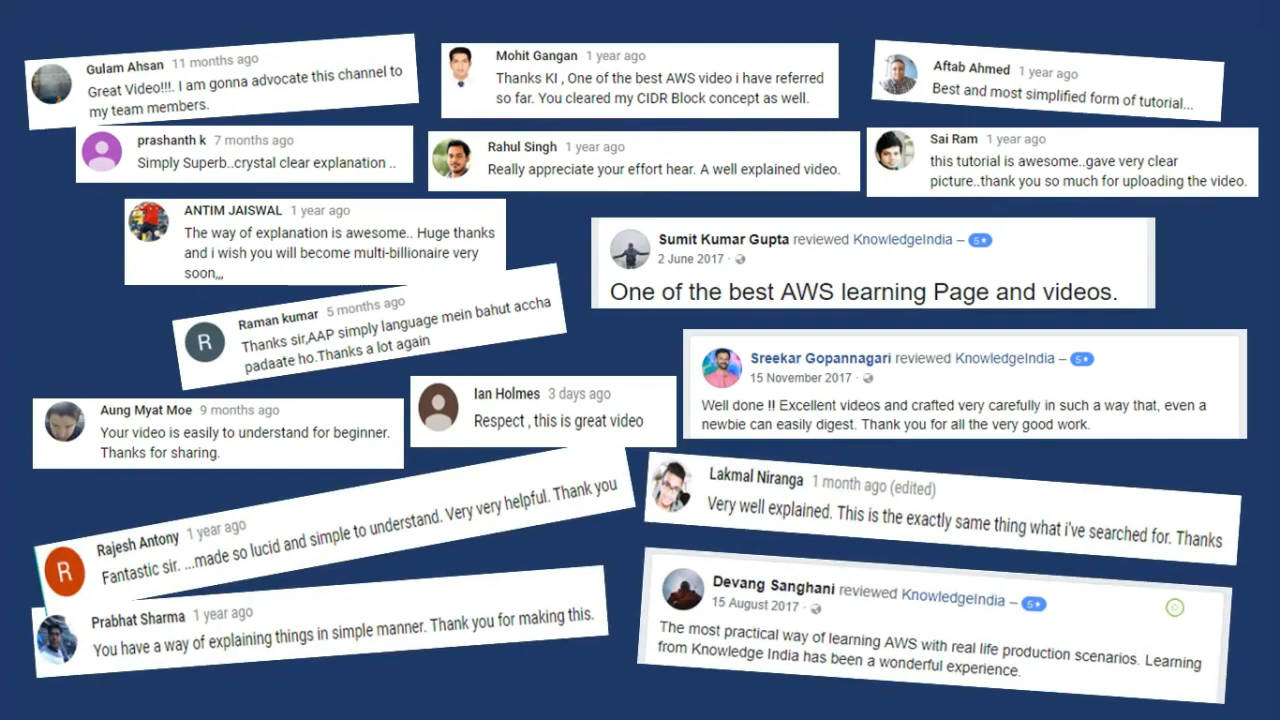 Gulam Ahsan 11 months ago
Great Video!!!. I am gonna advocate this channel to
my team members.
Mohit Gangan 1 year ago
Thanks KI , One of the best AWS video i have referred
so far. You cleared my CIDR Block concept as well.
Aftab Ahmed 1 year ago
Best and most simplified form of tutorial...
prashanth k 7 months ago
Simply Superb..crystal clear explanation ..
Rahul Singh 1 year ago
Really appreciate your effort hear. A well explained video.
Sai Ram 1 year ago
this tutorial is awesome..gave very clear
picture..thank you so much for uploading the video.
ANTIM JAISWAL 1 year ago
The way of explanation is awesome.. Huge thanks
and i wish you will become multi-billionaire very
soon,,,
Sumit Kumar Gupta reviewed KnowledgeIndia – 5★
2 June 2017 ·
One of the best AWS learning Page and videos.
R
Raman kumar 5 months ago
Thanks sir,AAP simply language mein bahut accha
padaate ho.Thanks a lot again
Sreekar Gopannagari reviewed KnowledgeIndia – 5★
15 November 2017 ·
Well done !! Excellent videos and crafted very carefully in such a way that, even a
newbie can easily digest. Thank you for all the very good work.
Aung Myat Moe 9 months ago
Your video is easily to understand for beginner.
Thanks for sharing.
Ian Holmes 3 days ago
Respect , this is great video
Lakmal Niranga 1 month ago (edited)
Very well explained. This is the exactly same thing what i've searched for. Thanks
R
Rajesh Antony 1 year ago
Fantastic sir. ...made so lucid and simple to understand. Very very helpful. Thank you
Devang Sanghani reviewed KnowledgeIndia – 5★
15 August 2017 ·
The most practical way of learning AWS with real life production scenarios. Learning
from Knowledge India has been a wonderful experience.
Prabhat Sharma 1 year ago
You have a way of explaining things in simple manner. Thank you for making this.